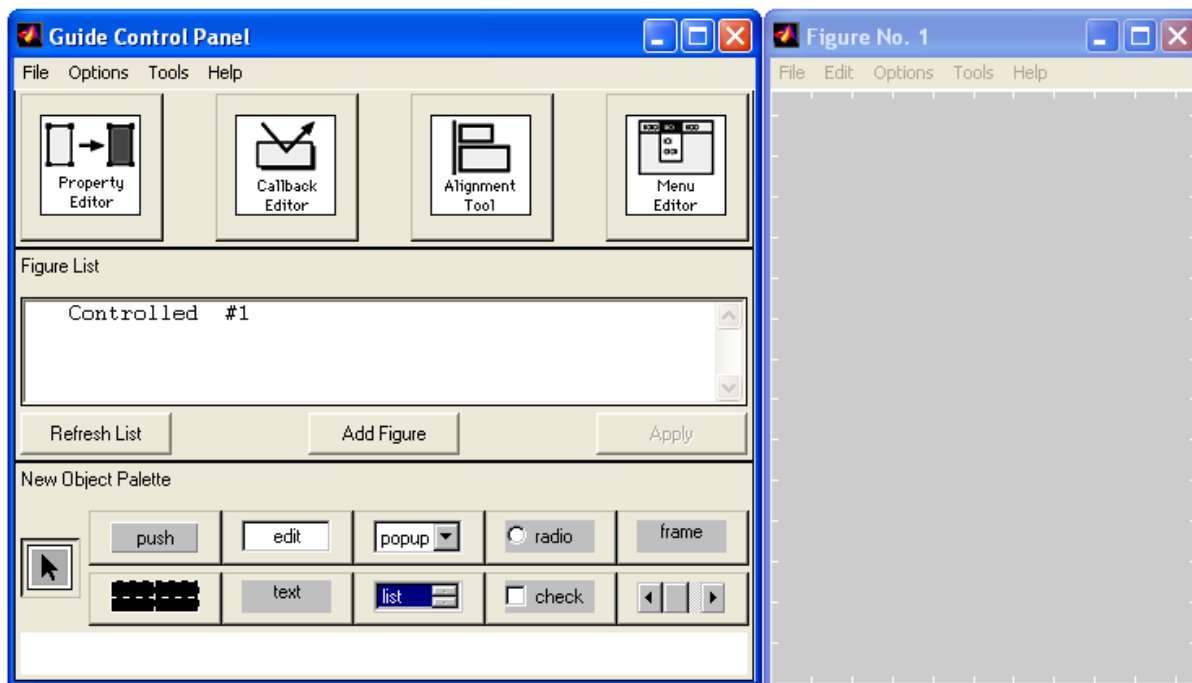 Guide Control Panel
File Options Tools Help
Property Editor
Callback Editor
Alignment Tool
Menu Editor
Figure List
Controlled #1
Refresh List
Add Figure
Apply
New Object Palette
push
edit
popup
radio
frame
text
list
check
Figure No. 1
File Edit Options Tools Help